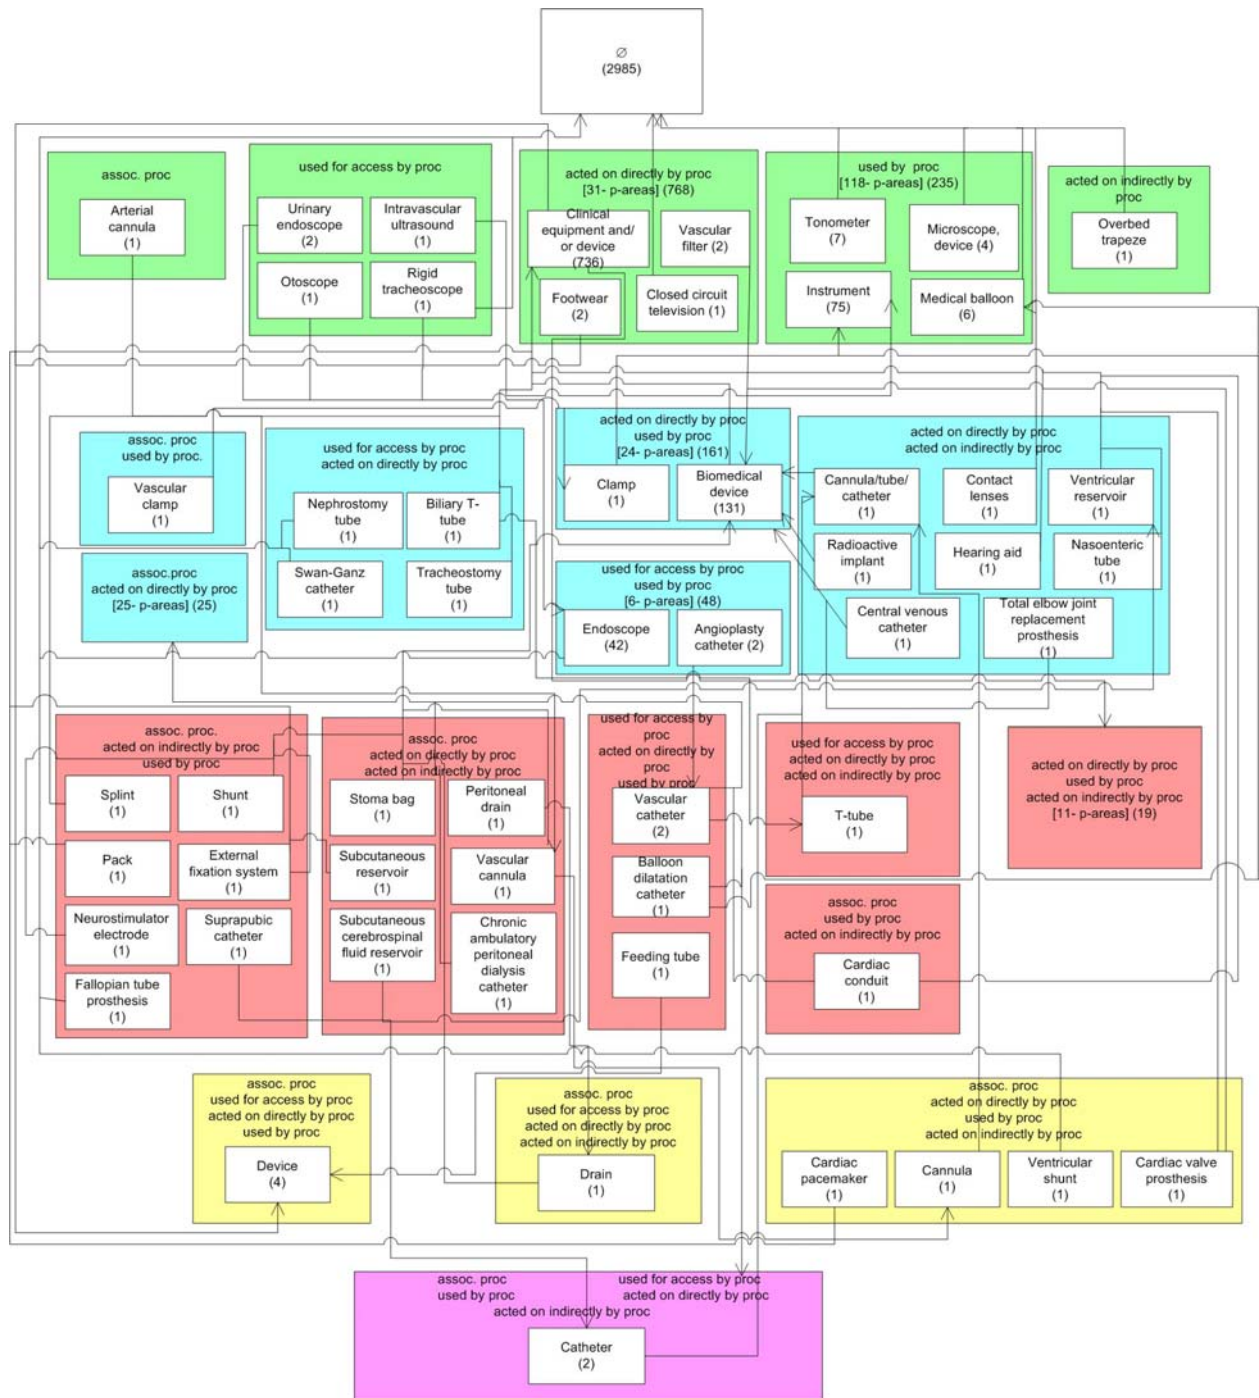 ∅
(2985)
assoc. proc
Arterial
cannula
(1)
used for access by proc
Urinary
endoscope
(2)
Intravascular
ultrasound
(1)
Otoscope
(1)
Rigid
tracheoscope
(1)
acted on directly by proc
[31- p-areas] (768)
Clinical
equipment and/
or device
(736)
Vascular
filter (2)
Footwear
(2)
Closed circuit
television (1)
used by  proc
[118- p-areas] (235)
Tonometer
(7)
Microscope,
device (4)
Instrument
(75)
Medical balloon
(6)
acted on indirectly by
proc
Overbed
trapeze
(1)
assoc. proc
used by proc.
Vascular
clamp
(1)
used for access by proc
acted on directly by proc
Nephrostomy
tube
(1)
Biliary T-
tube
(1)
Swan-Ganz
catheter
(1)
Tracheostomy
tube
(1)
acted on directly by proc
used by proc
[24- p-areas] (161)
Clamp
(1)
Biomedical
device
(131)
acted on directly by proc
acted on indirectly by proc
Cannula/tube/
catheter
(1)
Contact
lenses
(1)
Ventricular
reservoir
(1)
Radioactive
implant
(1)
Hearing aid
(1)
Nasoenteric
tube
(1)
Central venous
catheter
(1)
Total elbow joint
replacement
prosthesis
(1)
assoc.proc
acted on directly by proc
[25- p-areas] (25)
used for access by proc
used by proc
[6- p-areas] (48)
Endoscope
(42)
Angioplasty
catheter (2)
assoc. proc.
acted on indirectly by proc
used by proc
Splint
(1)
Shunt
(1)
Pack
(1)
External
fixation system
(1)
Neurostimulator
electrode
(1)
Suprapubic
catheter
(1)
Fallopian tube
prosthesis
(1)
assoc. proc
acted on directly by proc
acted on indirectly by proc
Stoma bag
(1)
Peritoneal
drain
(1)
Subcutaneous
reservoir
(1)
Vascular
cannula
(1)
Subcutaneous
cerebrospinal
fluid reservoir
(1)
Chronic
ambulatory
peritoneal
dialysis
catheter
(1)
used for access by
proc
acted on directly by
proc
used by proc
Vascular
catheter
(2)
Balloon
dilatation
catheter
(1)
Feeding tube
(1)
used for access by proc
acted on directly by proc
acted on indirectly by proc
T-tube
(1)
acted on directly by proc
used by proc
acted on indirectly by proc
[11- p-areas] (19)
assoc. proc
used by proc
acted on indirectly by proc
Cardiac
conduit
(1)
assoc. proc
used for access by proc
acted on directly by proc
used by proc
Device
(4)
assoc. proc
used for access by proc
acted on directly by proc
acted on indirectly by proc
Drain
(1)
assoc. proc
acted on directly by proc
used by proc
acted on indirectly by proc
Cardiac
pacemaker
(1)
Cannula
(1)
Ventricular
shunt
(1)
Cardiac valve
prosthesis
(1)
assoc. proc
used for access by proc
used by proc
acted on directly by proc
acted on indirectly by proc
Catheter
(2)